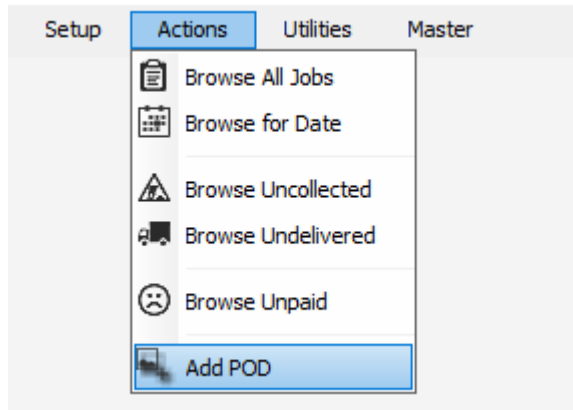 Setup Actions Utilities Master
Browse All Jobs
Browse for Date
Browse Uncollected
Browse Undelivered
Browse Unpaid
Add POD